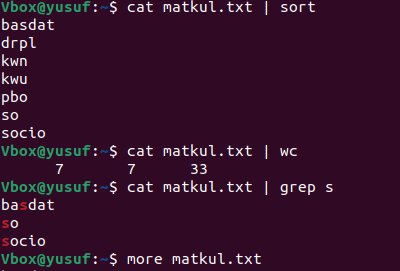 Vbox@yusuf:~$ cat matkul.txt | sort
basdat
drpl
kwn
kwu
pbo
so
socio
Vbox@yusuf:~$ cat matkul.txt | wc
7 7 33
Vbox@yusuf:~$ cat matkul.txt | grep s
basdat
so
socio
Vbox@yusuf:~$ more matkul.txt